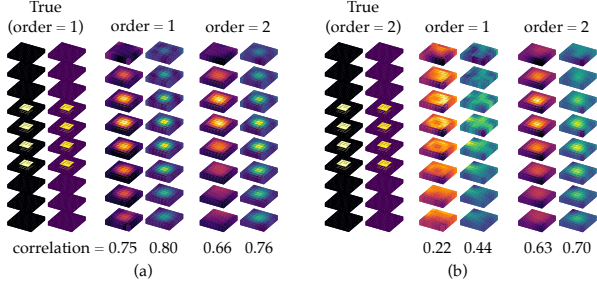 True
(order = 1)
order = 1
order = 2
True
(order = 2)
order = 1
order = 2
correlation = 0.75 0.80 0.66 0.76
0.22 0.44 0.63 0.70
(a)
(b)